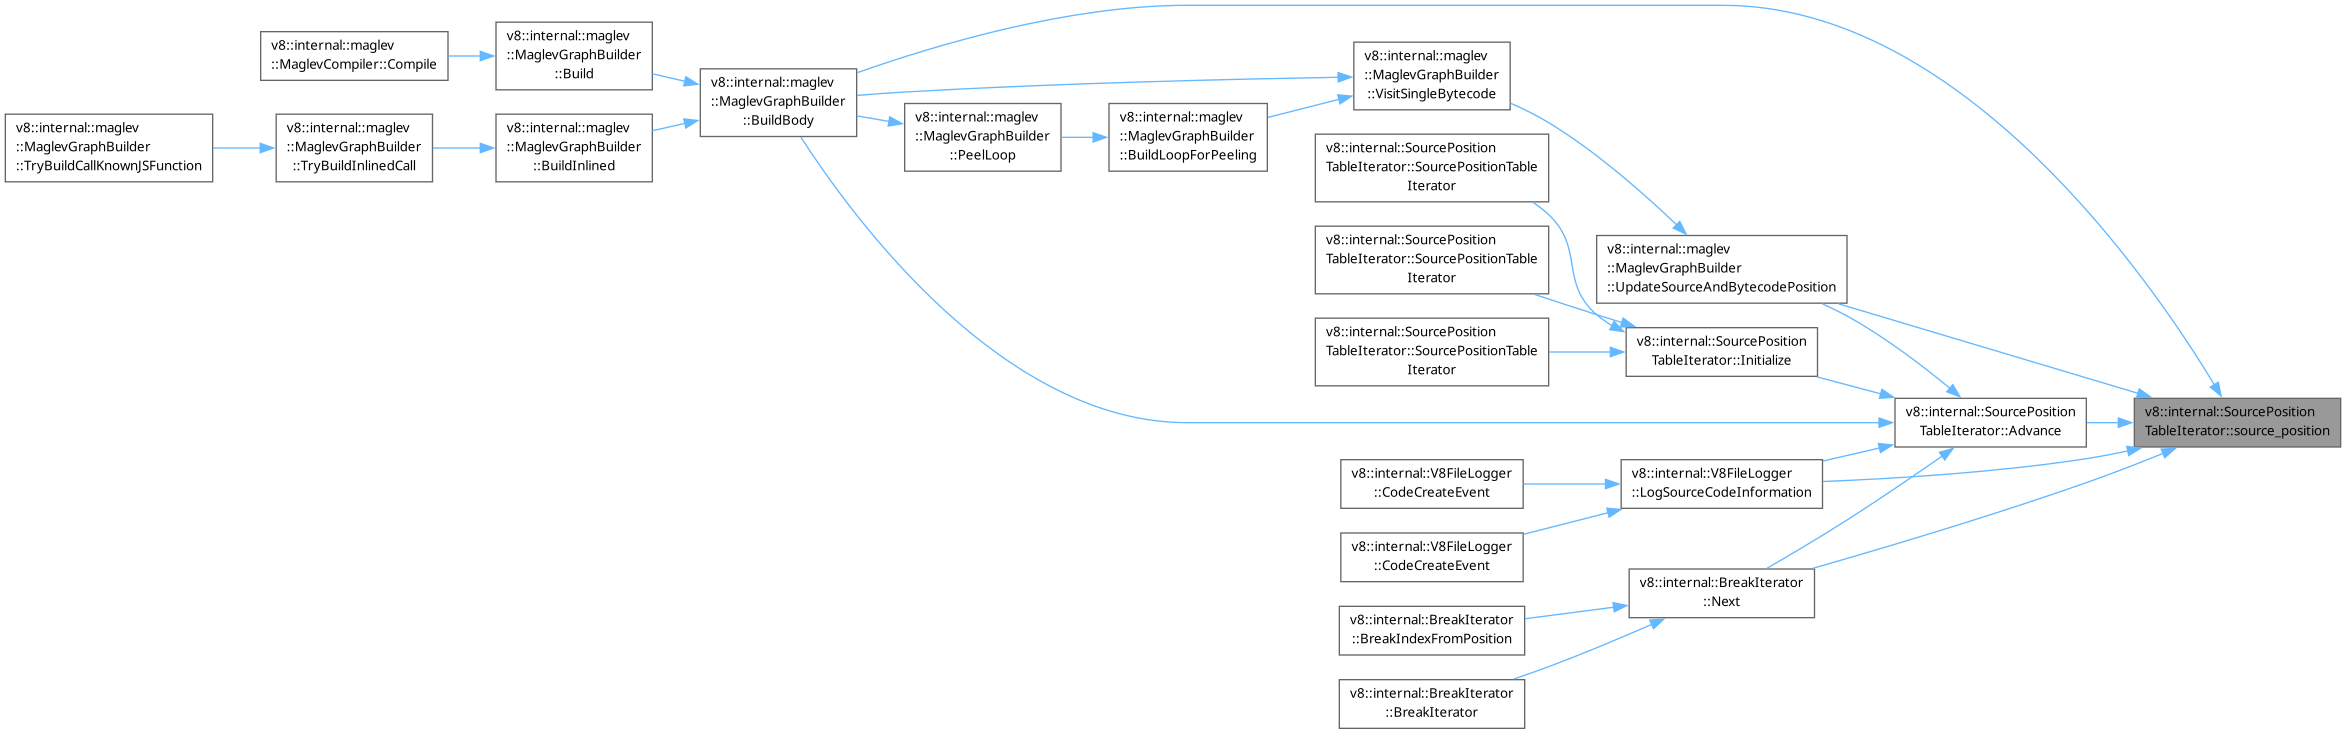 v8::internal::maglev
::MaglevCompiler::Compile
v8::internal::maglev
::MaglevGraphBuilder
::Build
v8::internal::maglev
::MaglevGraphBuilder
::TryBuildCallKnownJSFunction
v8::internal::maglev
::MaglevGraphBuilder
::TryBuildInlinedCall
v8::internal::maglev
::MaglevGraphBuilder
::BuildInlined
v8::internal::maglev
::MaglevGraphBuilder
::BuildBody
v8::internal::maglev
::MaglevGraphBuilder
::PeelLoop
v8::internal::maglev
::MaglevGraphBuilder
::BuildLoopForPeeling
v8::internal::maglev
::MaglevGraphBuilder
::VisitSingleBytecode
v8::internal::SourcePosition
TableIterator::SourcePositionTable
Iterator
v8::internal::SourcePosition
TableIterator::SourcePositionTable
Iterator
v8::internal::SourcePosition
TableIterator::SourcePositionTable
Iterator
v8::internal::maglev
::MaglevGraphBuilder
::UpdateSourceAndBytecodePosition
v8::internal::SourcePosition
TableIterator::Initialize
v8::internal::SourcePosition
TableIterator::Advance
v8::internal::SourcePosition
TableIterator::source_position
v8::internal::V8FileLogger
::CodeCreateEvent
v8::internal::V8FileLogger
::LogSourceCodeInformation
v8::internal::V8FileLogger
::CodeCreateEvent
v8::internal::BreakIterator
::Next
v8::internal::BreakIterator
::BreakIndexFromPosition
v8::internal::BreakIterator
::BreakIterator